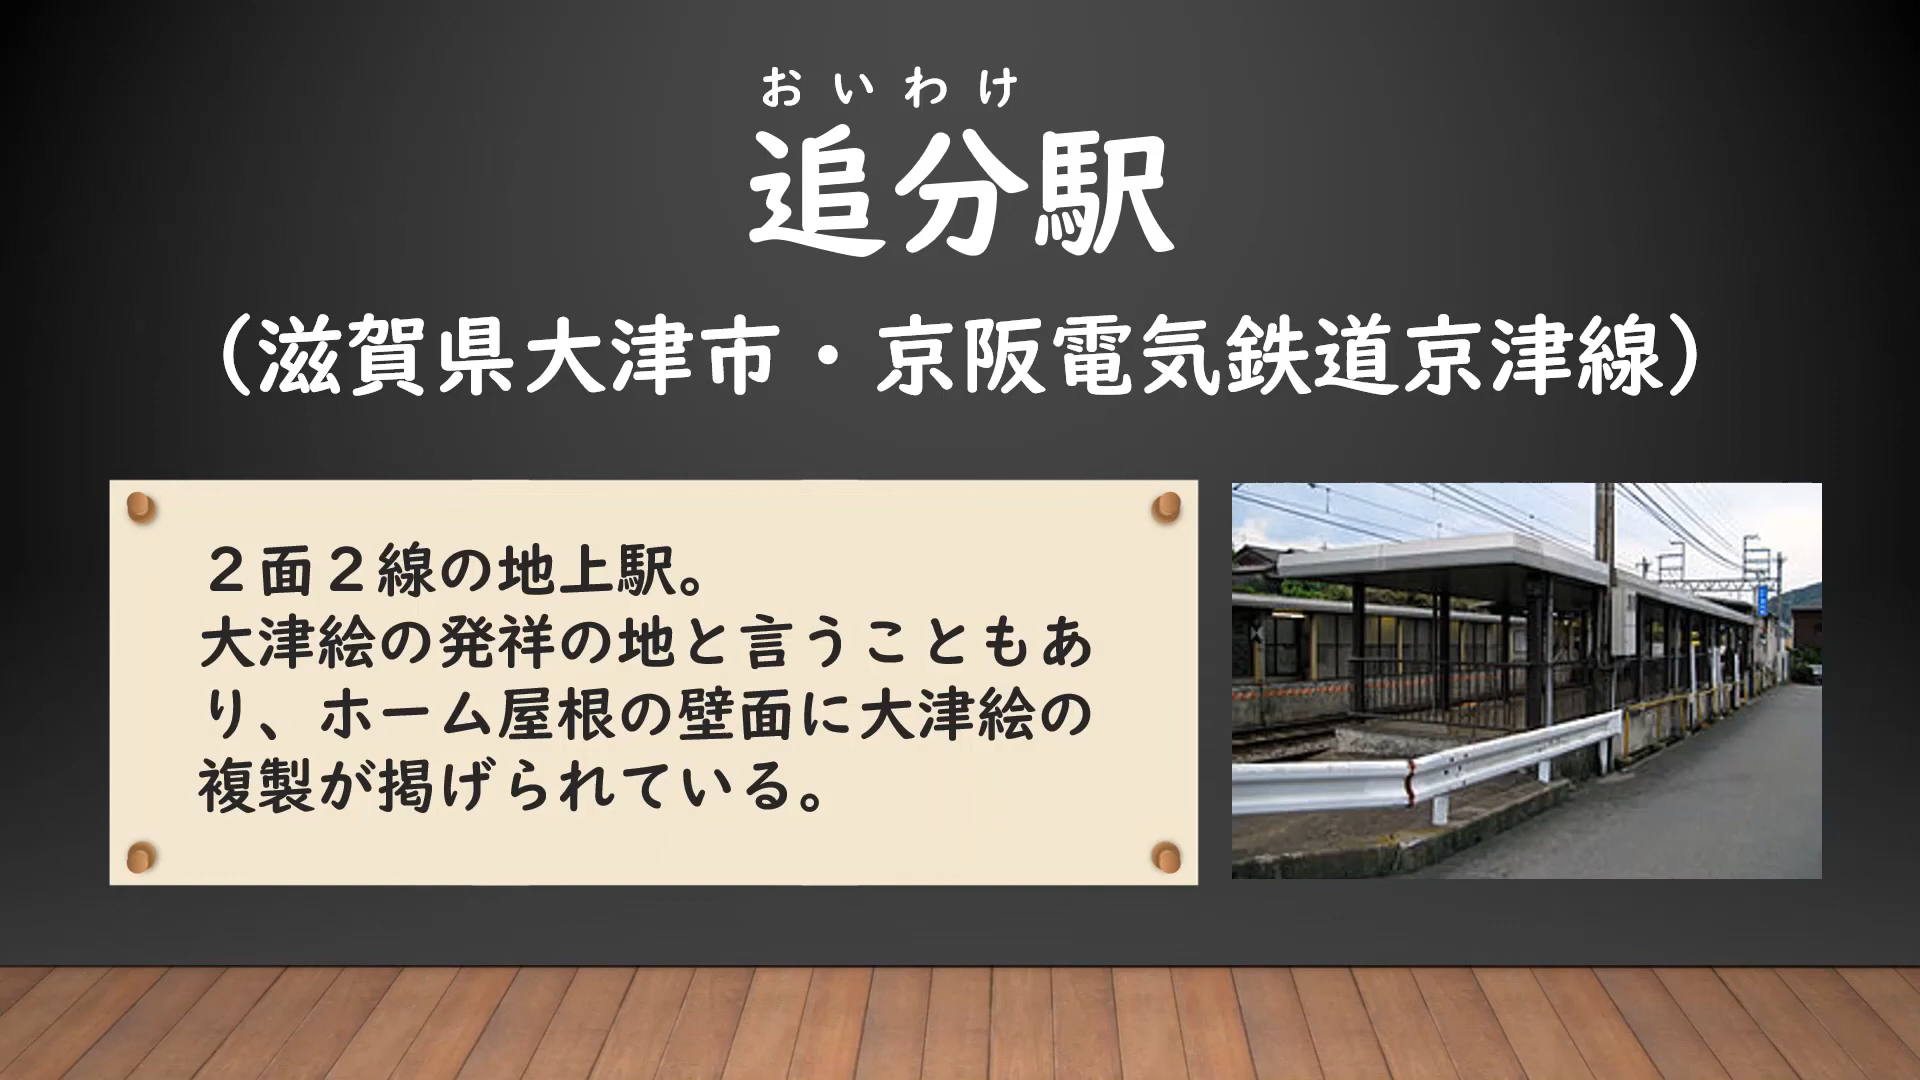 おいわけ
追分駅
（滋賀県大津市・京阪電気鉄道京津線）
２面２線の地上駅。
大津絵の発祥の地と言うこともあ
り、ホーム屋根の壁面に大津絵の
複製が掲げられている。